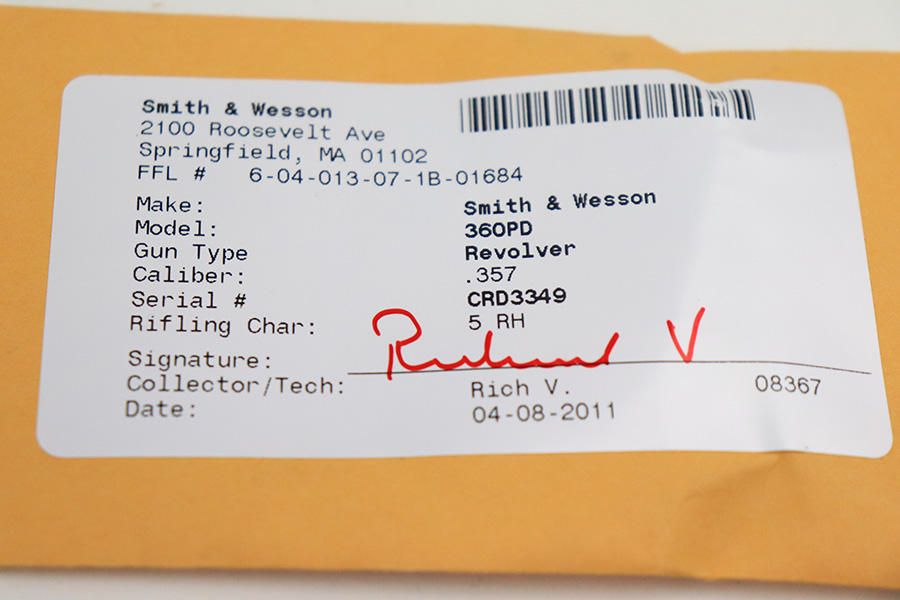 Smith & Wesson
2100 Roosevelt Ave
Springfield, MA 01102
FFL # 6-04-013-07-1B-01684
Make: Smith & Wesson
Model: 360PD
Gun Type Revolver
Caliber: .357
Serial # CRD3349
Rifling Char: 5 RH
Signature: Richard V
Collector/Tech: Rich V. 08367
Date: 04-08-2011